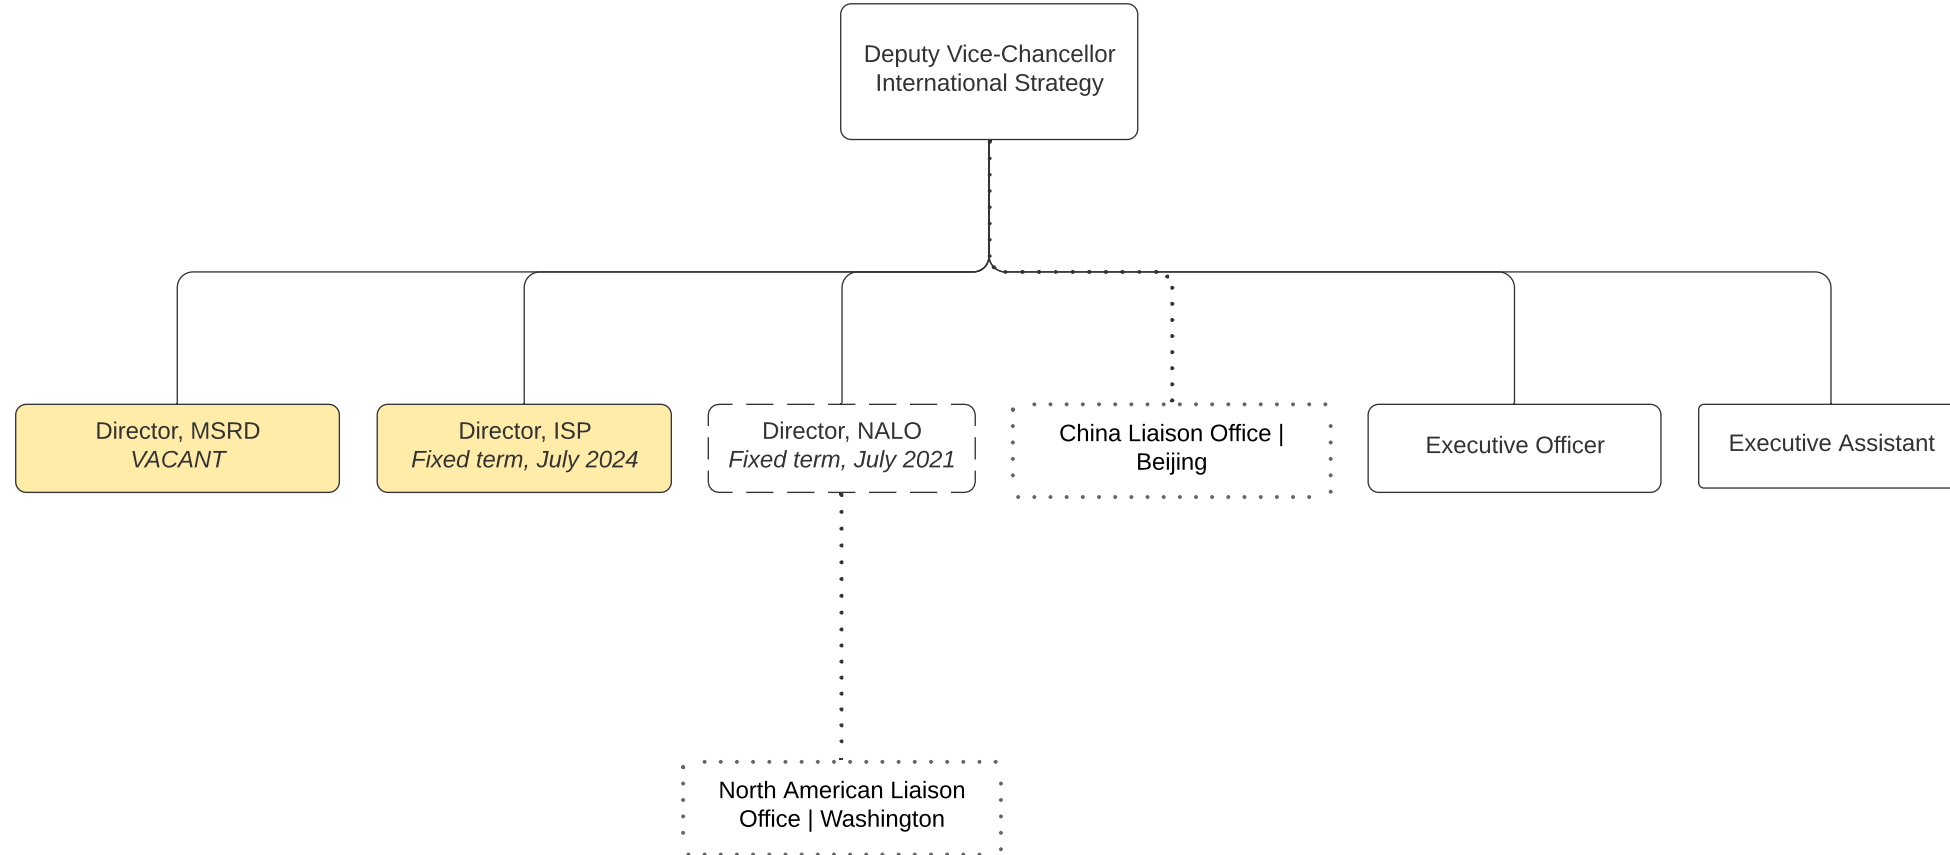 Deputy Vice-Chancellor
International Strategy
Director, MSRD
VACANT
Director, ISP
Fixed term, July 2024
Director, NALO
Fixed term, July 2021
China Liaison Office |
Beijing
Executive Officer
Executive Assistant
North American Liaison
Office | Washington